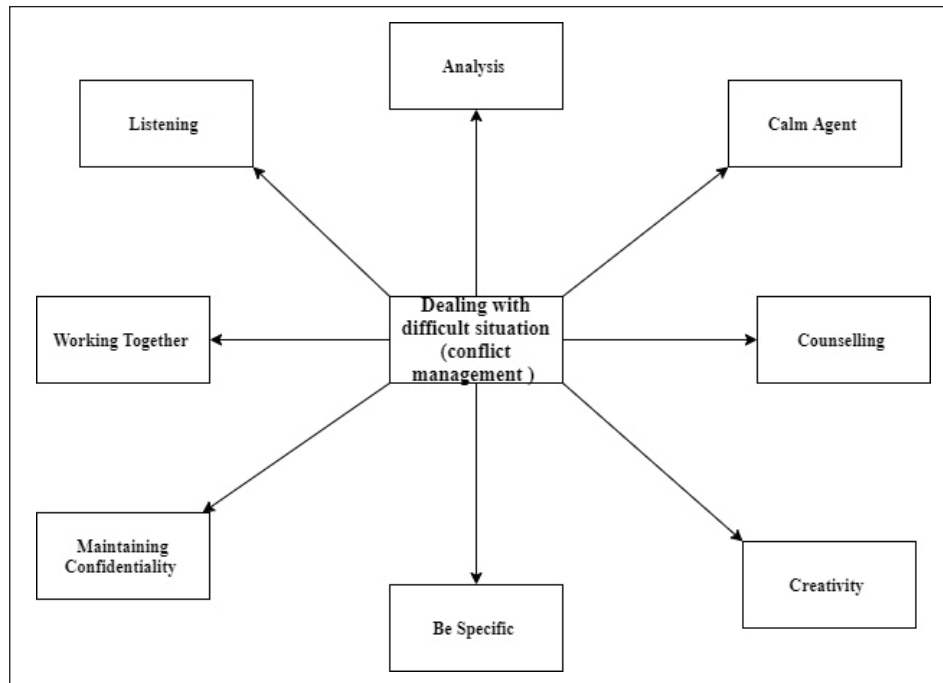 Analysis
Listening
Calm Agent
Dealing with
difficult situation
(conflict
management )
Working Together
Counselling
Maintaining
Confidentiality
Creativity
Be Specific